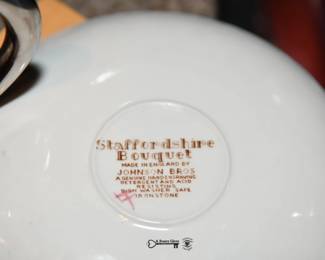 Staffordshire
Bouquet
MADE IN ENGLAND BY
JOHNSON BROS
A GENUINE HAND ENGRAVING
DETERGENT AND ACID
RESISTING
DISH WASHER SAFE
IRONSTONE